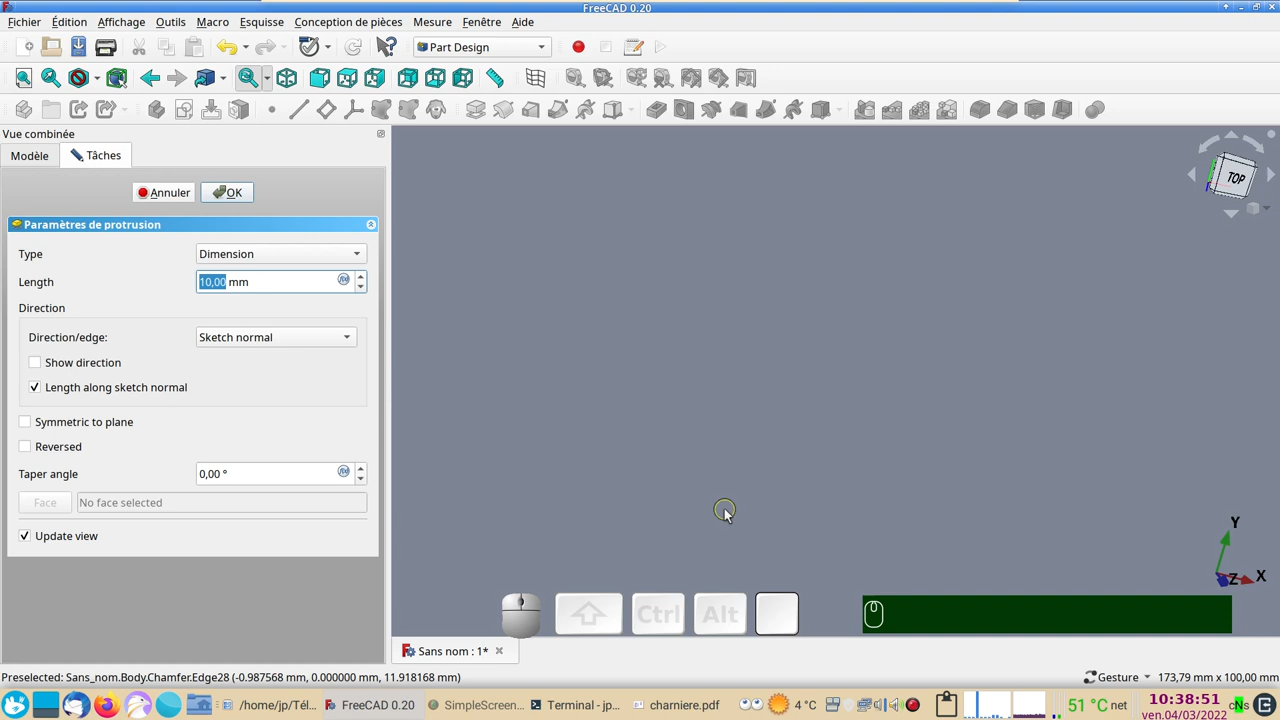 FreeCAD 0.20
Fichier Édition Affichage Outils Macro Esquisse Conception de pièces Mesure Fenêtre Aide
Part Design
Vue combinée
Modèle Tâches
Annuler OK
Paramètres de protrusion
Type Dimension
Length 10,00 mm
Direction
Direction/edge: Sketch normal
Show direction
Length along sketch normal
Symmetric to plane
Reversed
Taper angle 0,00 °
Face No face selected
Update view
TOP
Y
Z X
Ctrl Alt
Sans nom : 1*
Preselected: Sans_nom.Body.Chamfer.Edge28 (-0.987568 mm, 0.000000 mm, 11.918168 mm)
Gesture 173,79 mm x 100,00 mm
/home/jp/Tél... FreeCAD 0.20 SimpleScreen... Terminal - jp... charniere.pdf 4 °C 51 °C net 10:38:51
ven.04/03/2022